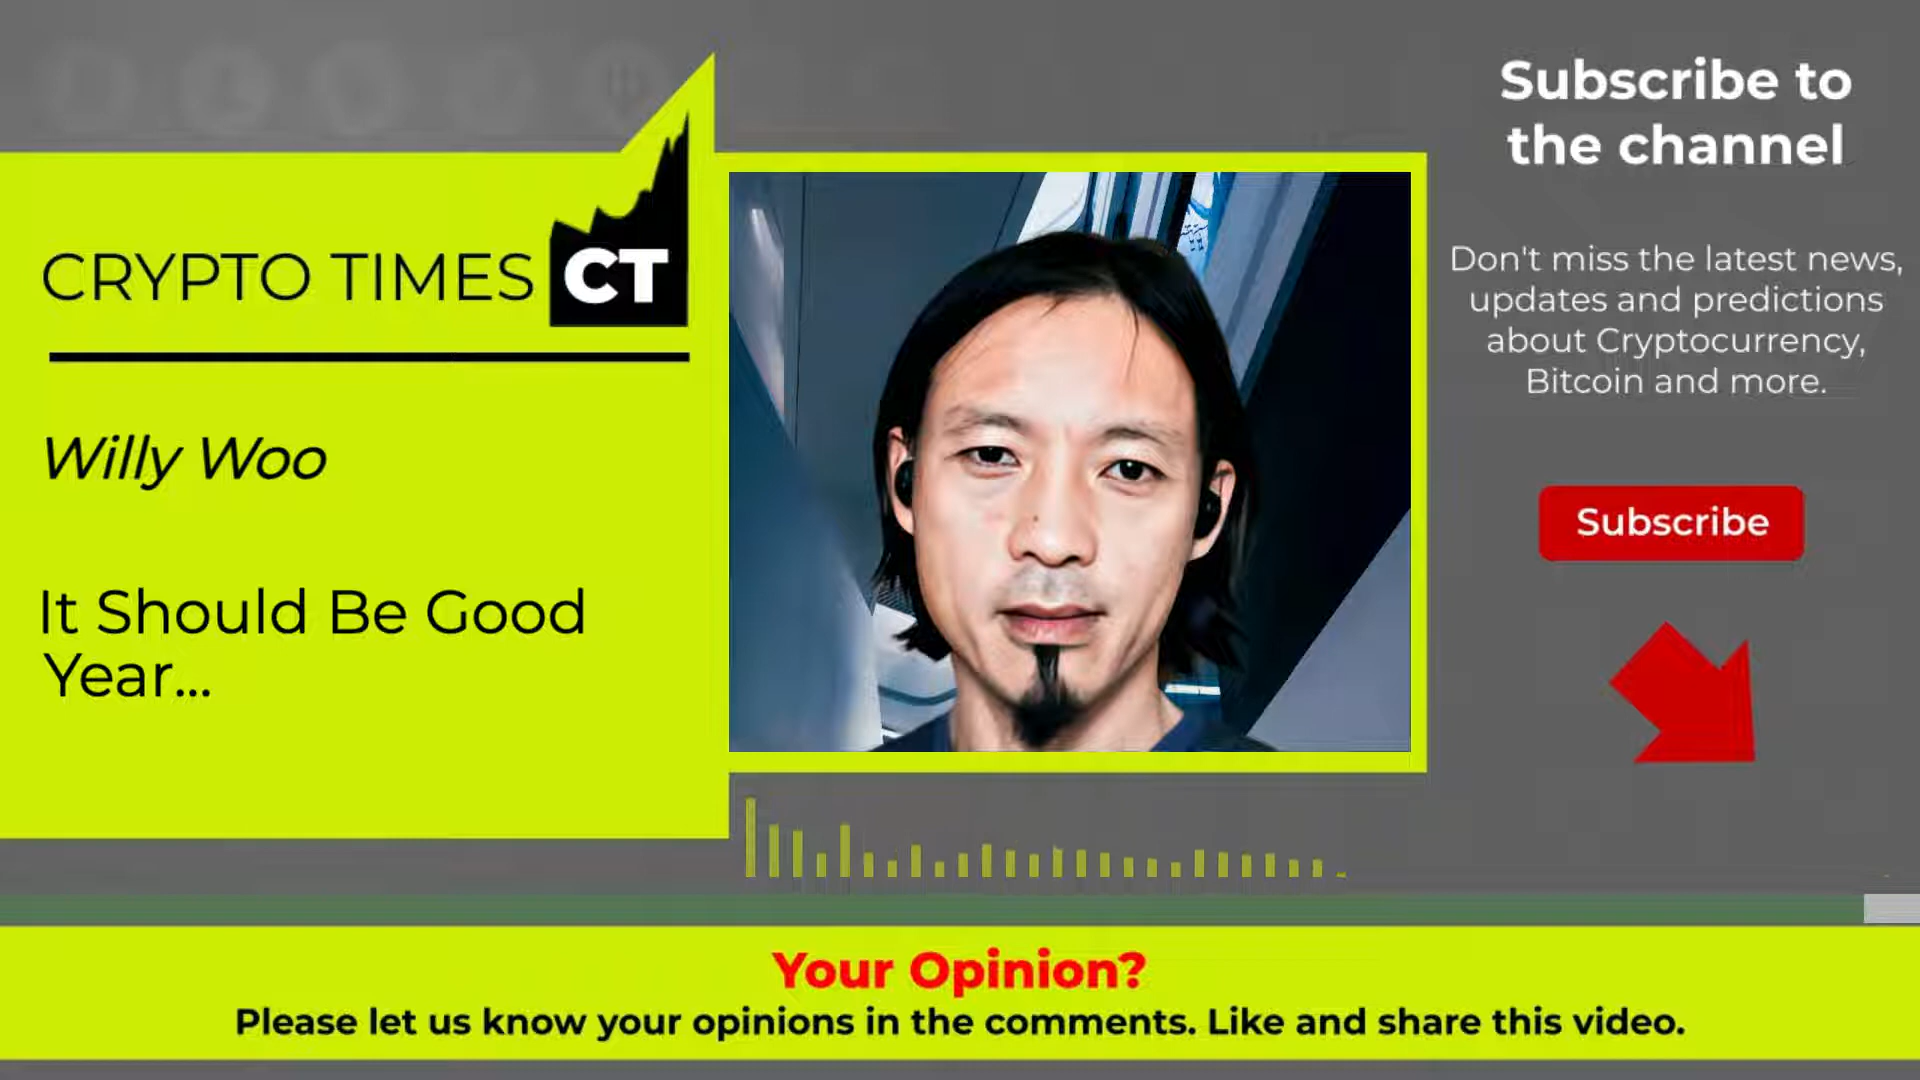 CRYPTO TIMES CT
Willy Woo
It Should Be Good
Year...
Subscribe to
the channel
Don't miss the latest news,
updates and predictions
about Cryptocurrency,
Bitcoin and more.
Subscribe
Your Opinion?
Please let us know your opinions in the comments. Like and share this video.